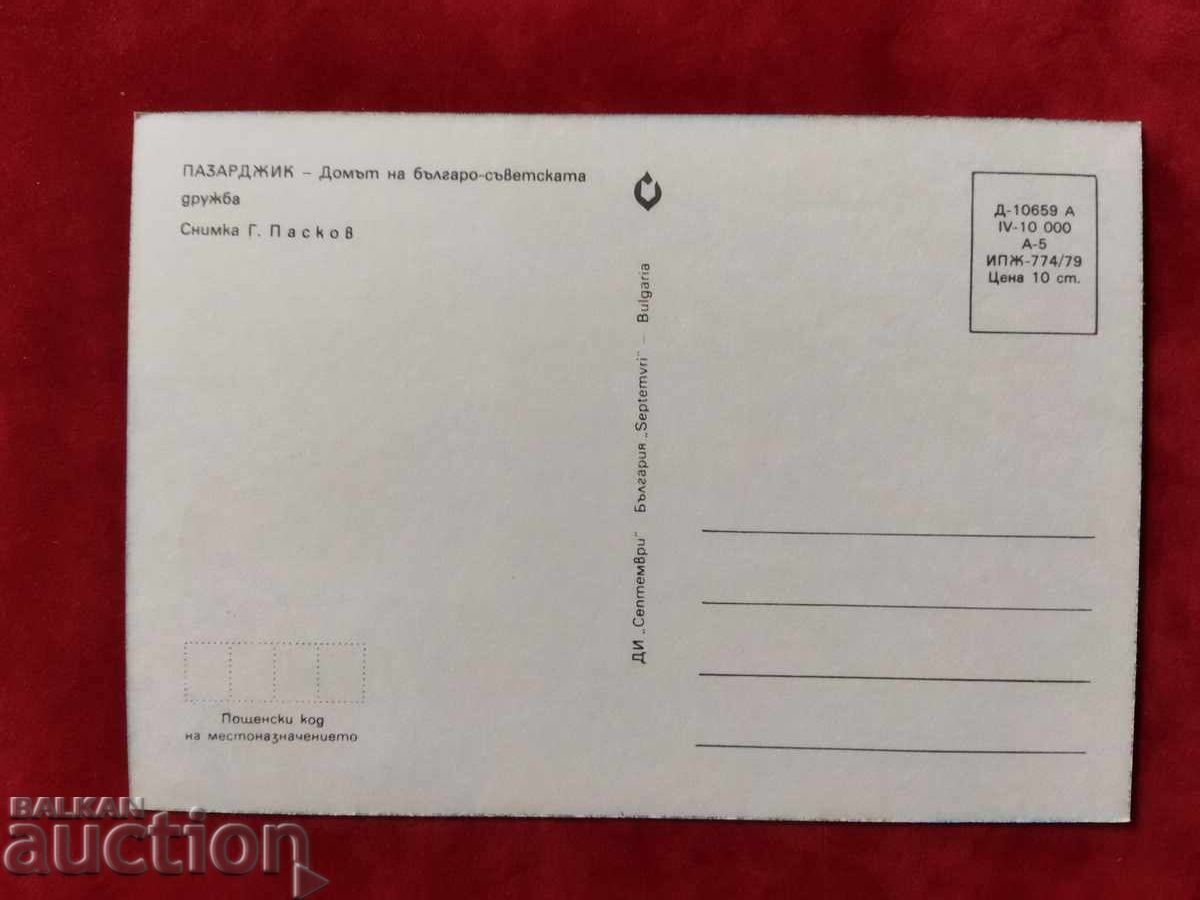 ПАЗАРДЖИК – Домът на българо-съветската
дружба
Снимка Г. Пасков
Д-10659 А
IV-10 000
А-5
ИПЖ-774/79
Цена 10 ст.
ДИ „Септември" България „Septemvri" – Bulgaria
Пощенски код
на местоназначението
BALKAN
auction